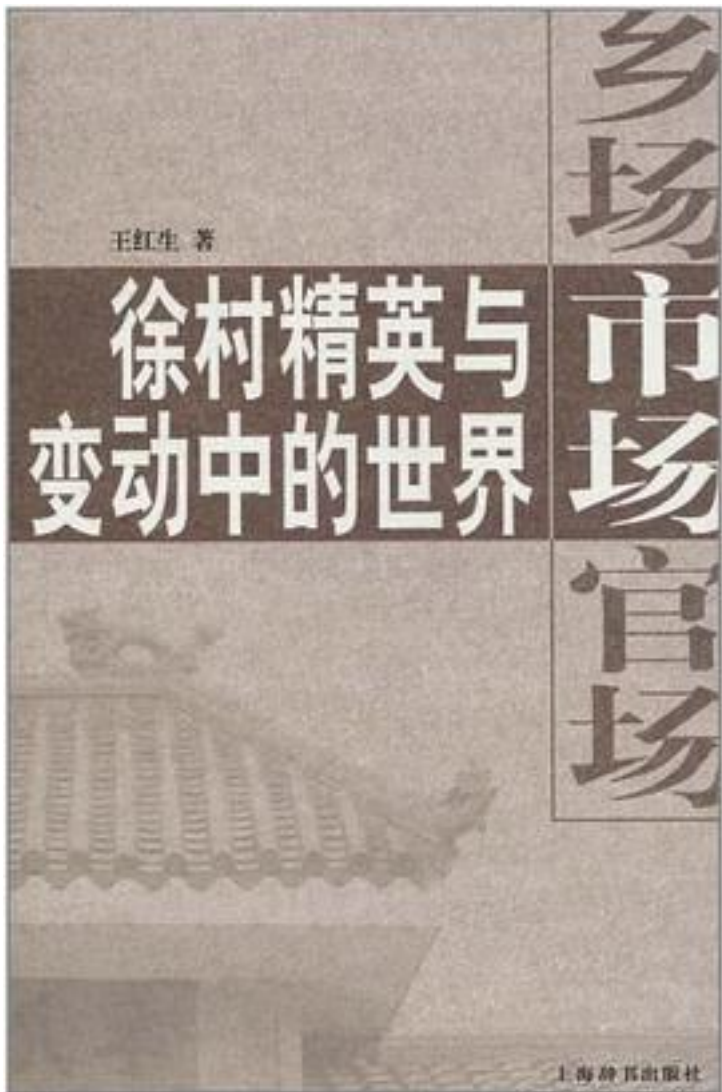 乡场
市场
官场
王红生 著
徐村精英与
变动中的世界
上海辞书出版社